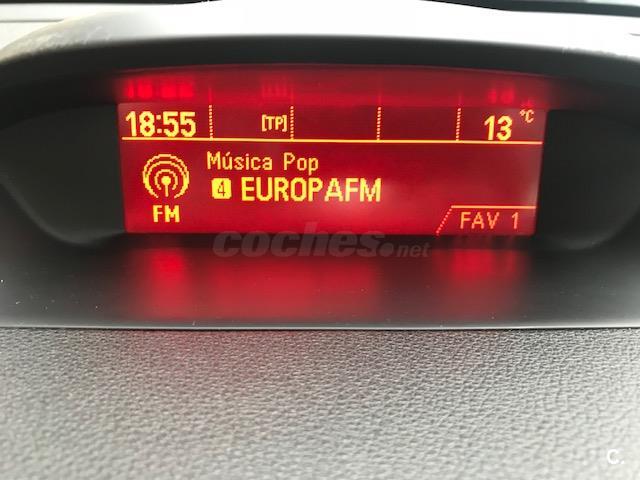 18:55 [TP] 13 °C
Música Pop
4 EUROPAFM
FM FAV 1
coches.net
C.